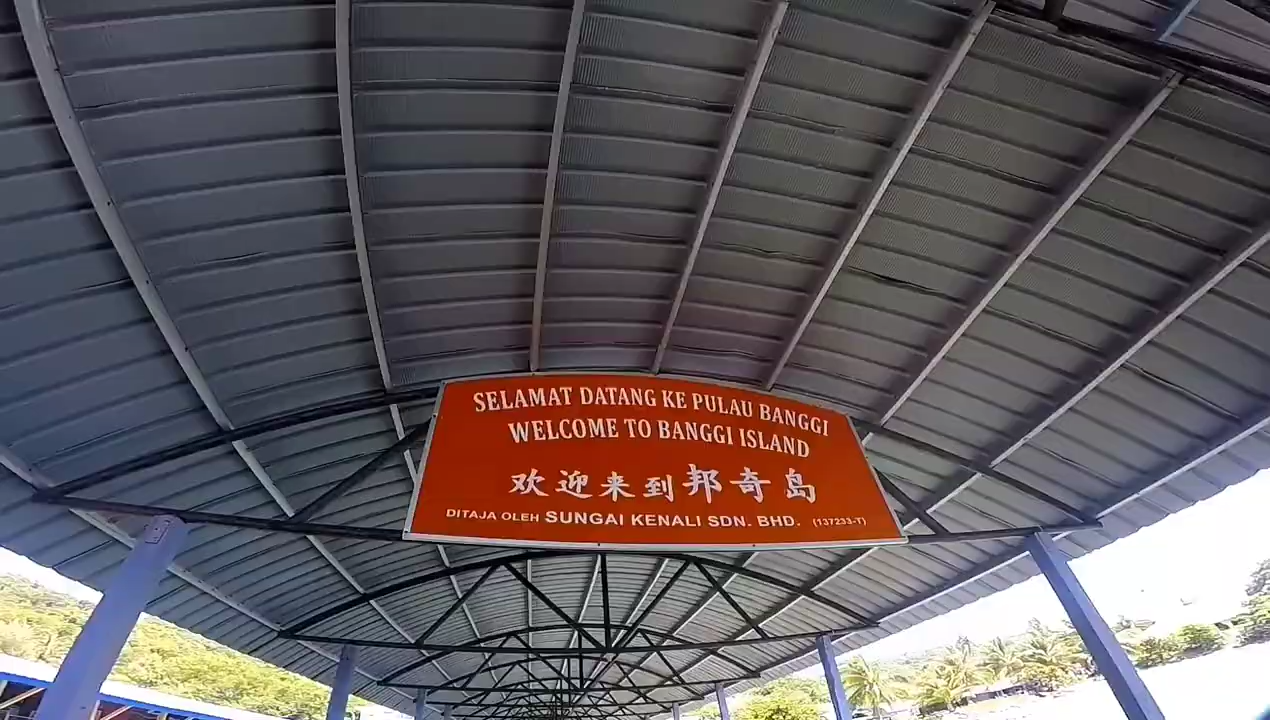 SELAMAT DATANG KE PULAU BANGGI
WELCOME TO BANGGI ISLAND
欢迎来到邦奇岛
DITAJA OLEH SUNGAI KENALI SDN. BHD. (137233-T)